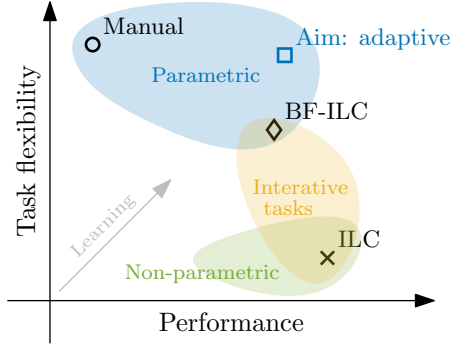 Manual
Aim: adaptive
Parametric
BF-ILC
Interative
tasks
Learning
ILC
Non-parametric
Task flexibility
Performance